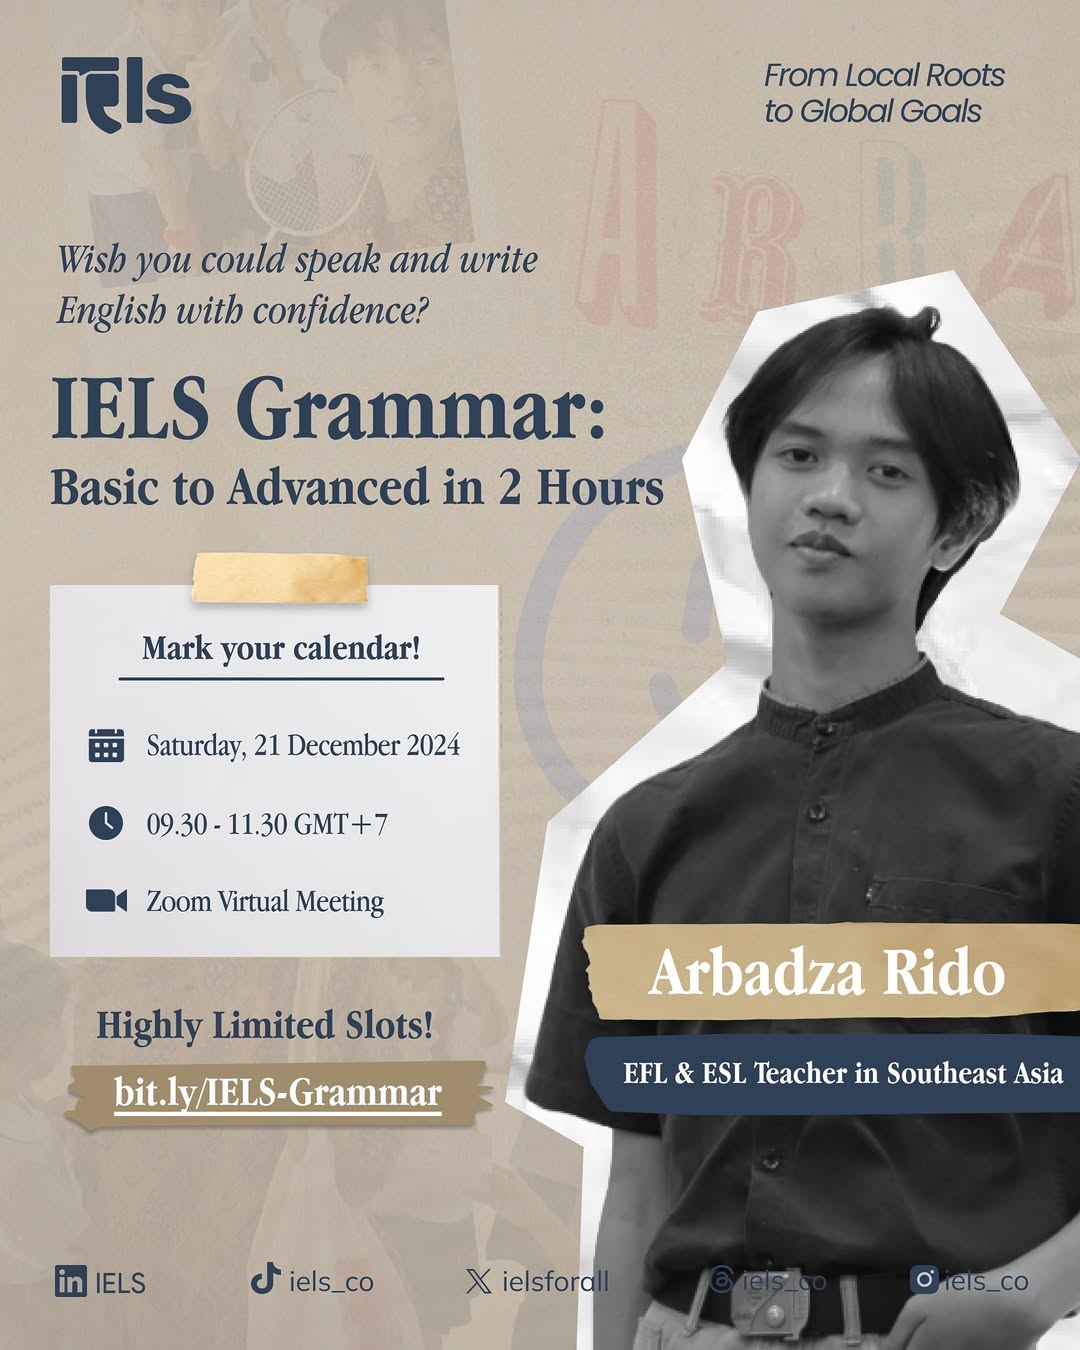 iels
From Local Roots
to Global Goals
ARBA
Wish you could speak and write
English with confidence?
IELS Grammar:
Basic to Advanced in 2 Hours
Mark your calendar!
Saturday, 21 December 2024
09.30 - 11.30 GMT+7
Zoom Virtual Meeting
Highly Limited Slots!
bit.ly/IELS-Grammar
Arbadza Rido
EFL & ESL Teacher in Southeast Asia
IELS
iels_co
ielsforall
iels_co
iels_co